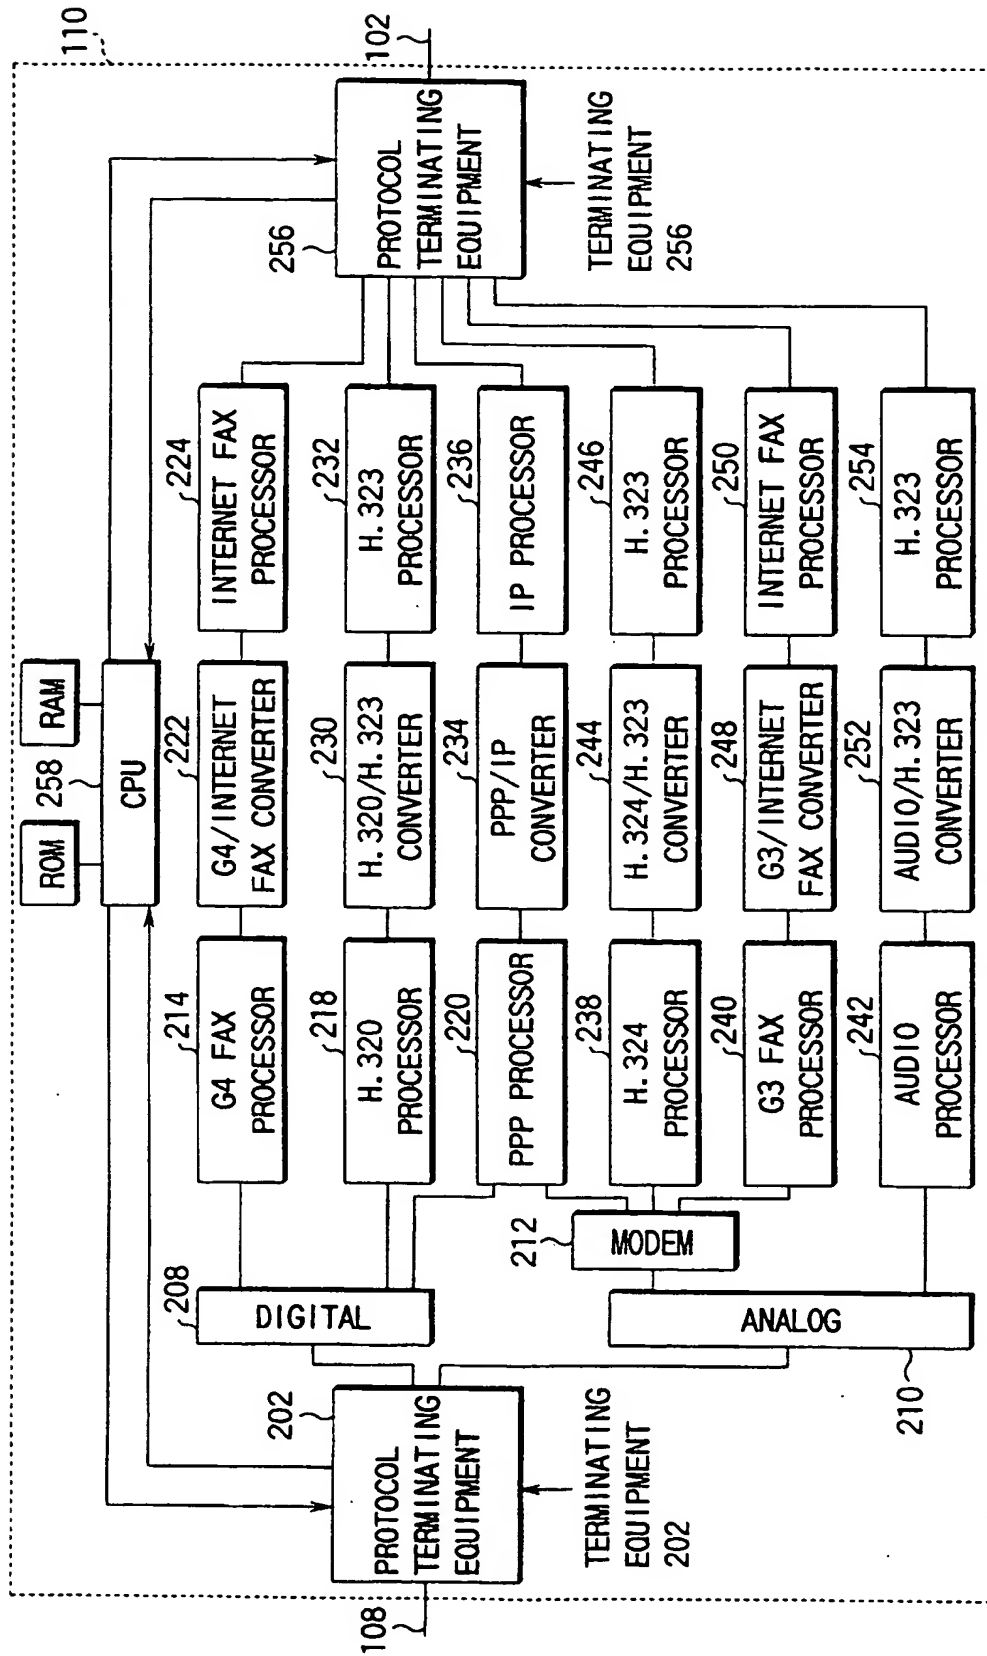 110
ROM
RAM
258
CPU
108
202
PROTOCOL
TERMINATING
EQUIPMENT
TERMINATING
EQUIPMENT
202
208
DIGITAL
212
MODEM
ANALOG
210
214
G4 FAX
PROCESSOR
222
G4/INTERNET
FAX CONVERTER
224
INTERNET FAX
PROCESSOR
218
H.320
PROCESSOR
230
H.320/H.323
CONVERTER
232
H.323
PROCESSOR
220
PPP PROCESSOR
234
PPP/IP
CONVERTER
236
IP PROCESSOR
238
H.324
PROCESSOR
244
H.324/H.323
CONVERTER
246
H.323
PROCESSOR
240
G3 FAX
PROCESSOR
248
G3/INTERNET
FAX CONVERTER
250
INTERNET FAX
PROCESSOR
242
AUDIO
PROCESSOR
252
AUDIO/H.323
CONVERTER
254
H.323
PROCESSOR
256
PROTOCOL
TERMINATING
EQUIPMENT
102
TERMINATING
EQUIPMENT
256